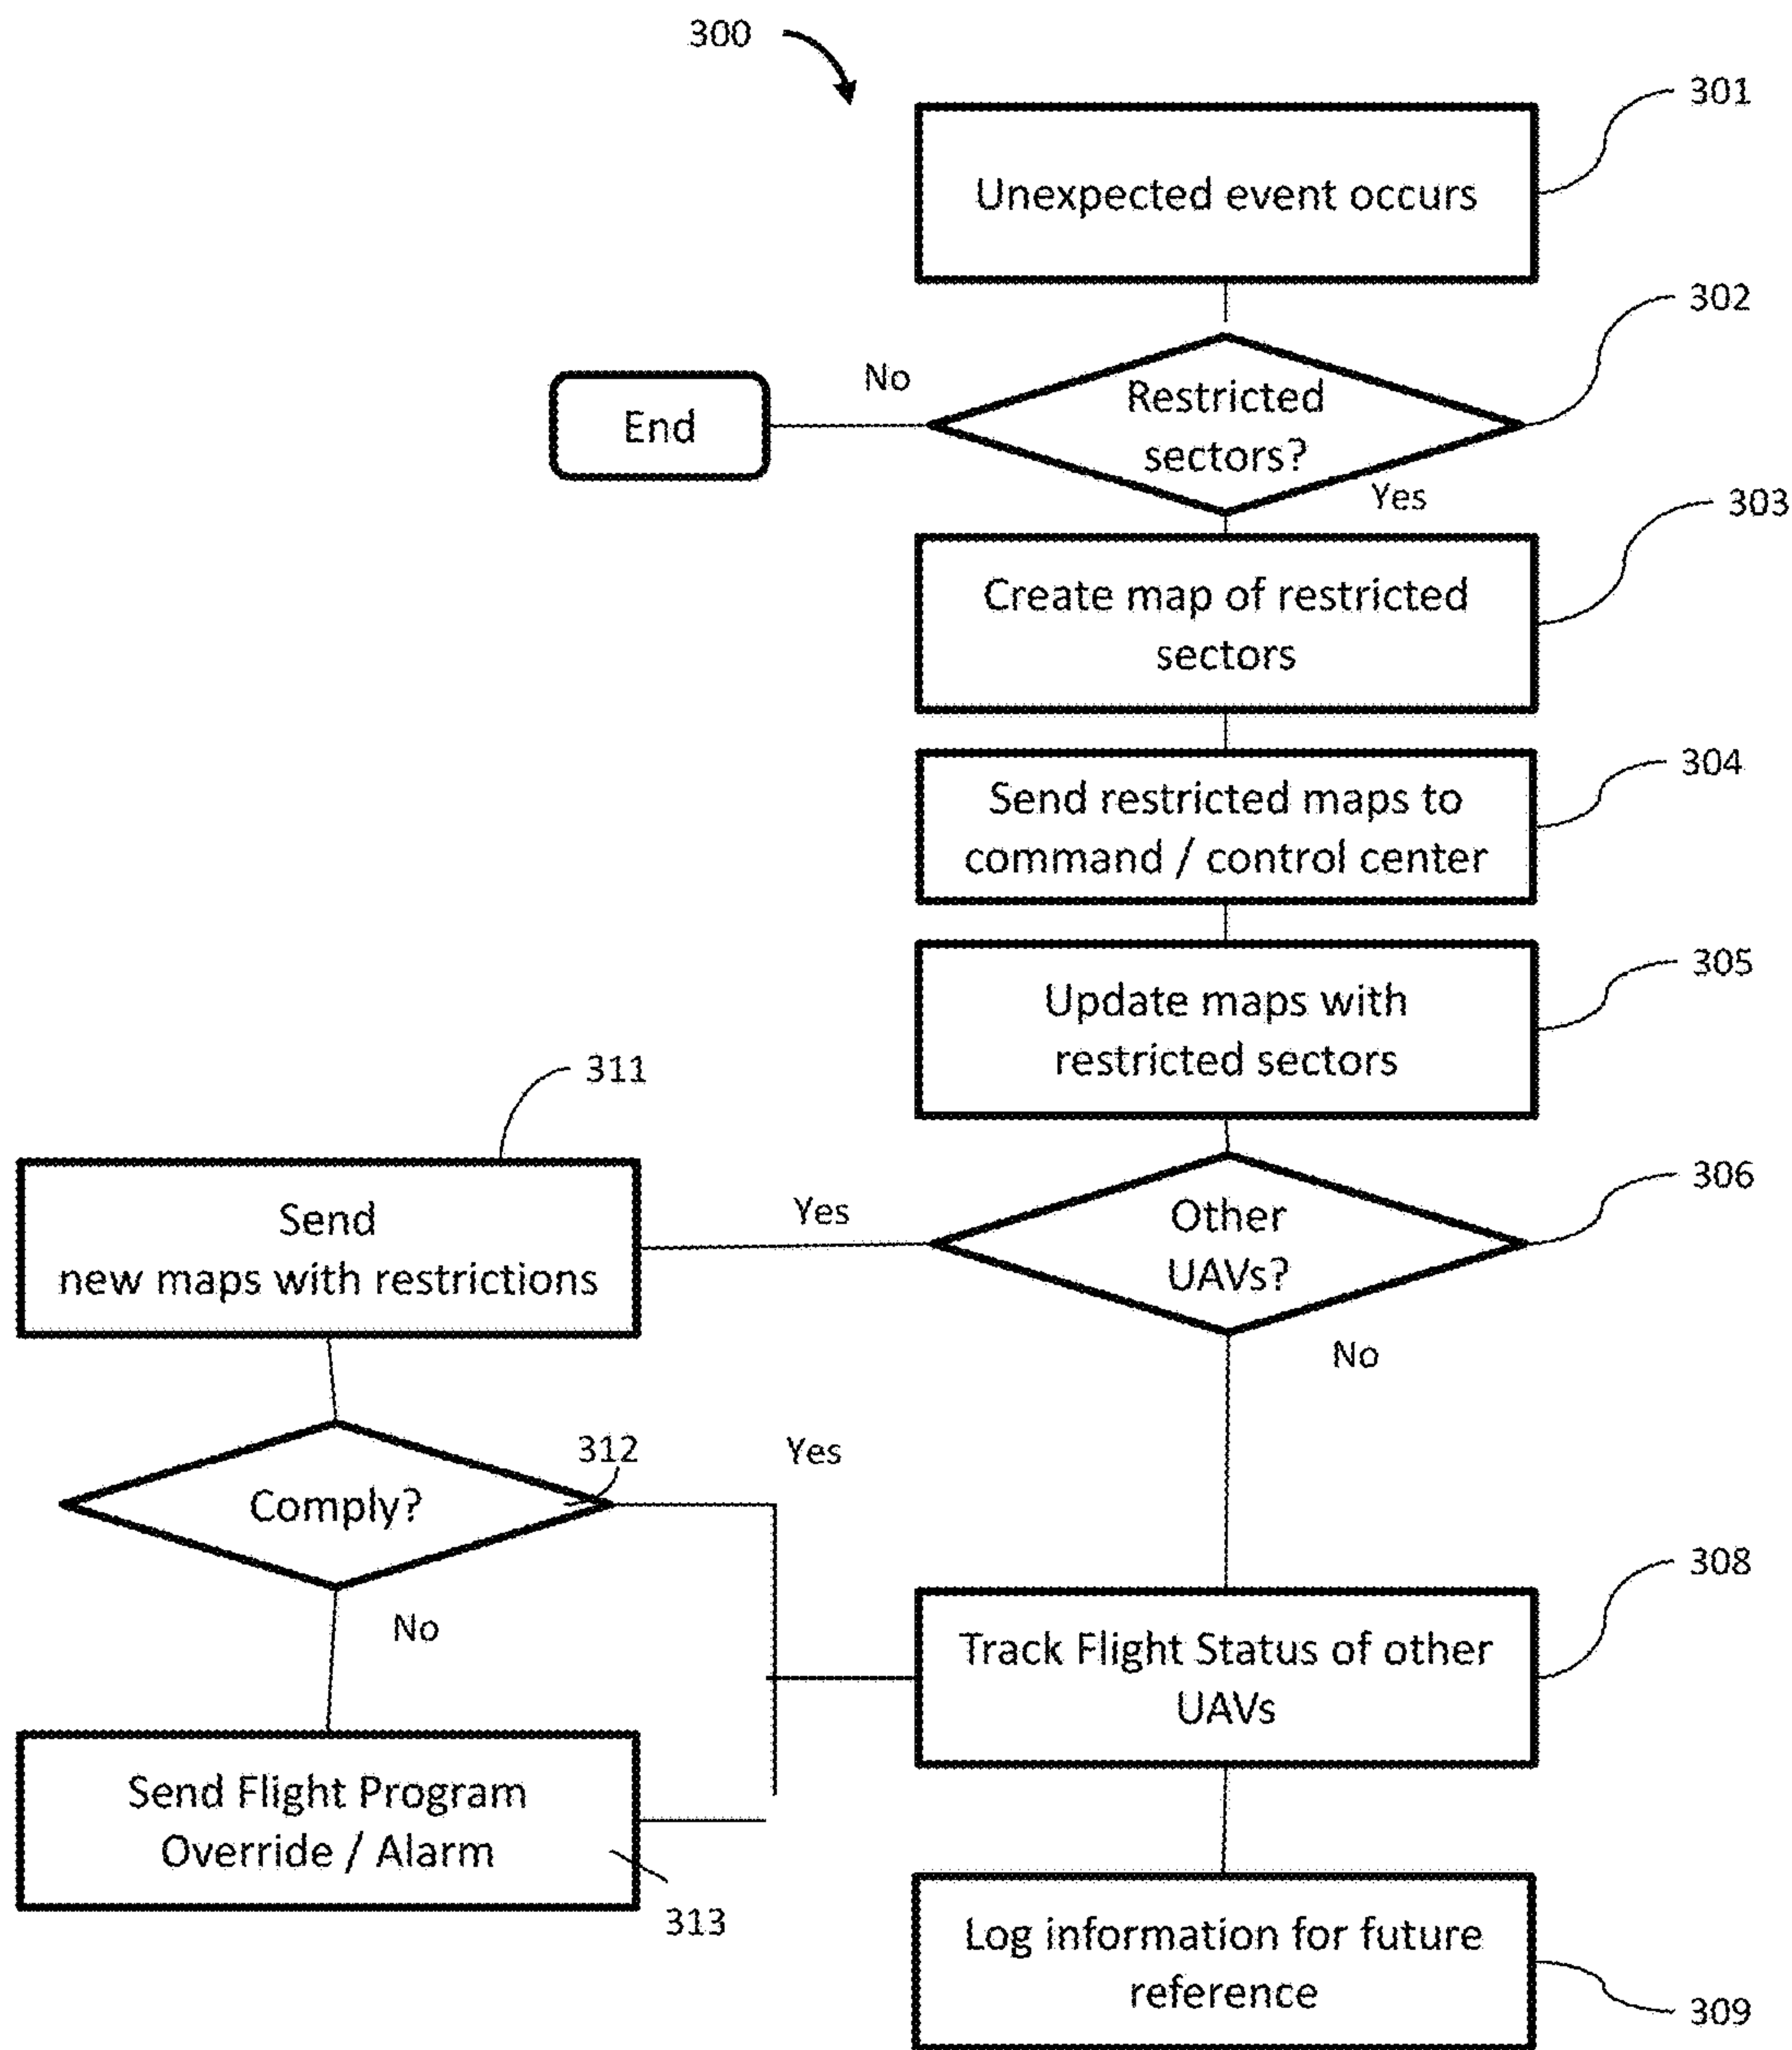 300
301
Unexpected event occurs
302
No
Restricted
sectors?
End
Yes
303
Create map of restricted
sectors
304
Send restricted maps to
command / control center
305
Update maps with
restricted sectors
311
306
Send
new maps with restrictions
Yes
Other
UAVs?
No
312
Yes
Comply?
No
308
Track Flight Status of other
UAVs
Send Flight Program
Override / Alarm
313
Log information for future
reference
309